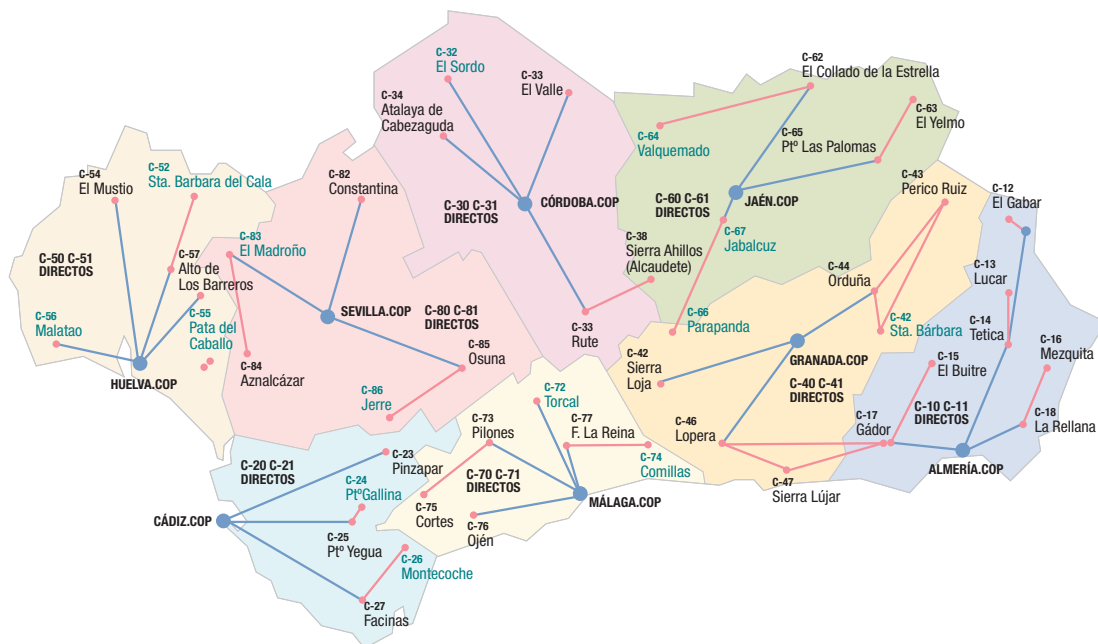 C-54
El Mustio
C-52
Sta. Barbara del Cala
C-50 C-51
DIRECTOS
C-57
Alto de
Los Barreros
C-56
Malatao
C-55
Pata del
Caballo
HUELVA.COP
C-82
Constantina
C-83
El Madroño
SEVILLA.COP
C-80 C-81
DIRECTOS
C-84
Aznalcázar
C-85
Osuna
C-86
Jerre
C-32
El Sordo
C-33
El Valle
C-34
Atalaya de
Cabezaguda
C-30 C-31
DIRECTOS
CÓRDOBA.COP
C-38
Sierra Ahillos
(Alcaudete)
C-33
Rute
C-62
El Collado de la Estrella
C-63
El Yelmo
C-64
Valquemado
C-65
Ptº Las Palomas
C-60 C-61
DIRECTOS
JAÉN.COP
C-67
Jabalcuz
C-66
Parapanda
C-43
Perico Ruiz
C-44
Orduña
C-42
Sta. Bárbara
C-42
Sierra
Loja
GRANADA.COP
C-40 C-41
DIRECTOS
C-46
Lopera
C-47
Sierra Lújar
C-12
El Gabar
C-13
Lucar
C-14
Tetica
C-16
Mezquita
C-15
El Buitre
C-17
Gádor
C-10 C-11
DIRECTOS
C-18
La Rellana
ALMERÍA.COP
C-72
Torcal
C-73
Pilones
C-77
F. La Reina
C-74
Comillas
C-70 C-71
DIRECTOS
MÁLAGA.COP
C-75
Cortes
C-76
Ojén
C-20 C-21
DIRECTOS
C-23
Pinzapar
C-24
PtºGallina
CÁDIZ.COP
C-25
Ptº Yegua
C-26
Montecoche
C-27
Facinas